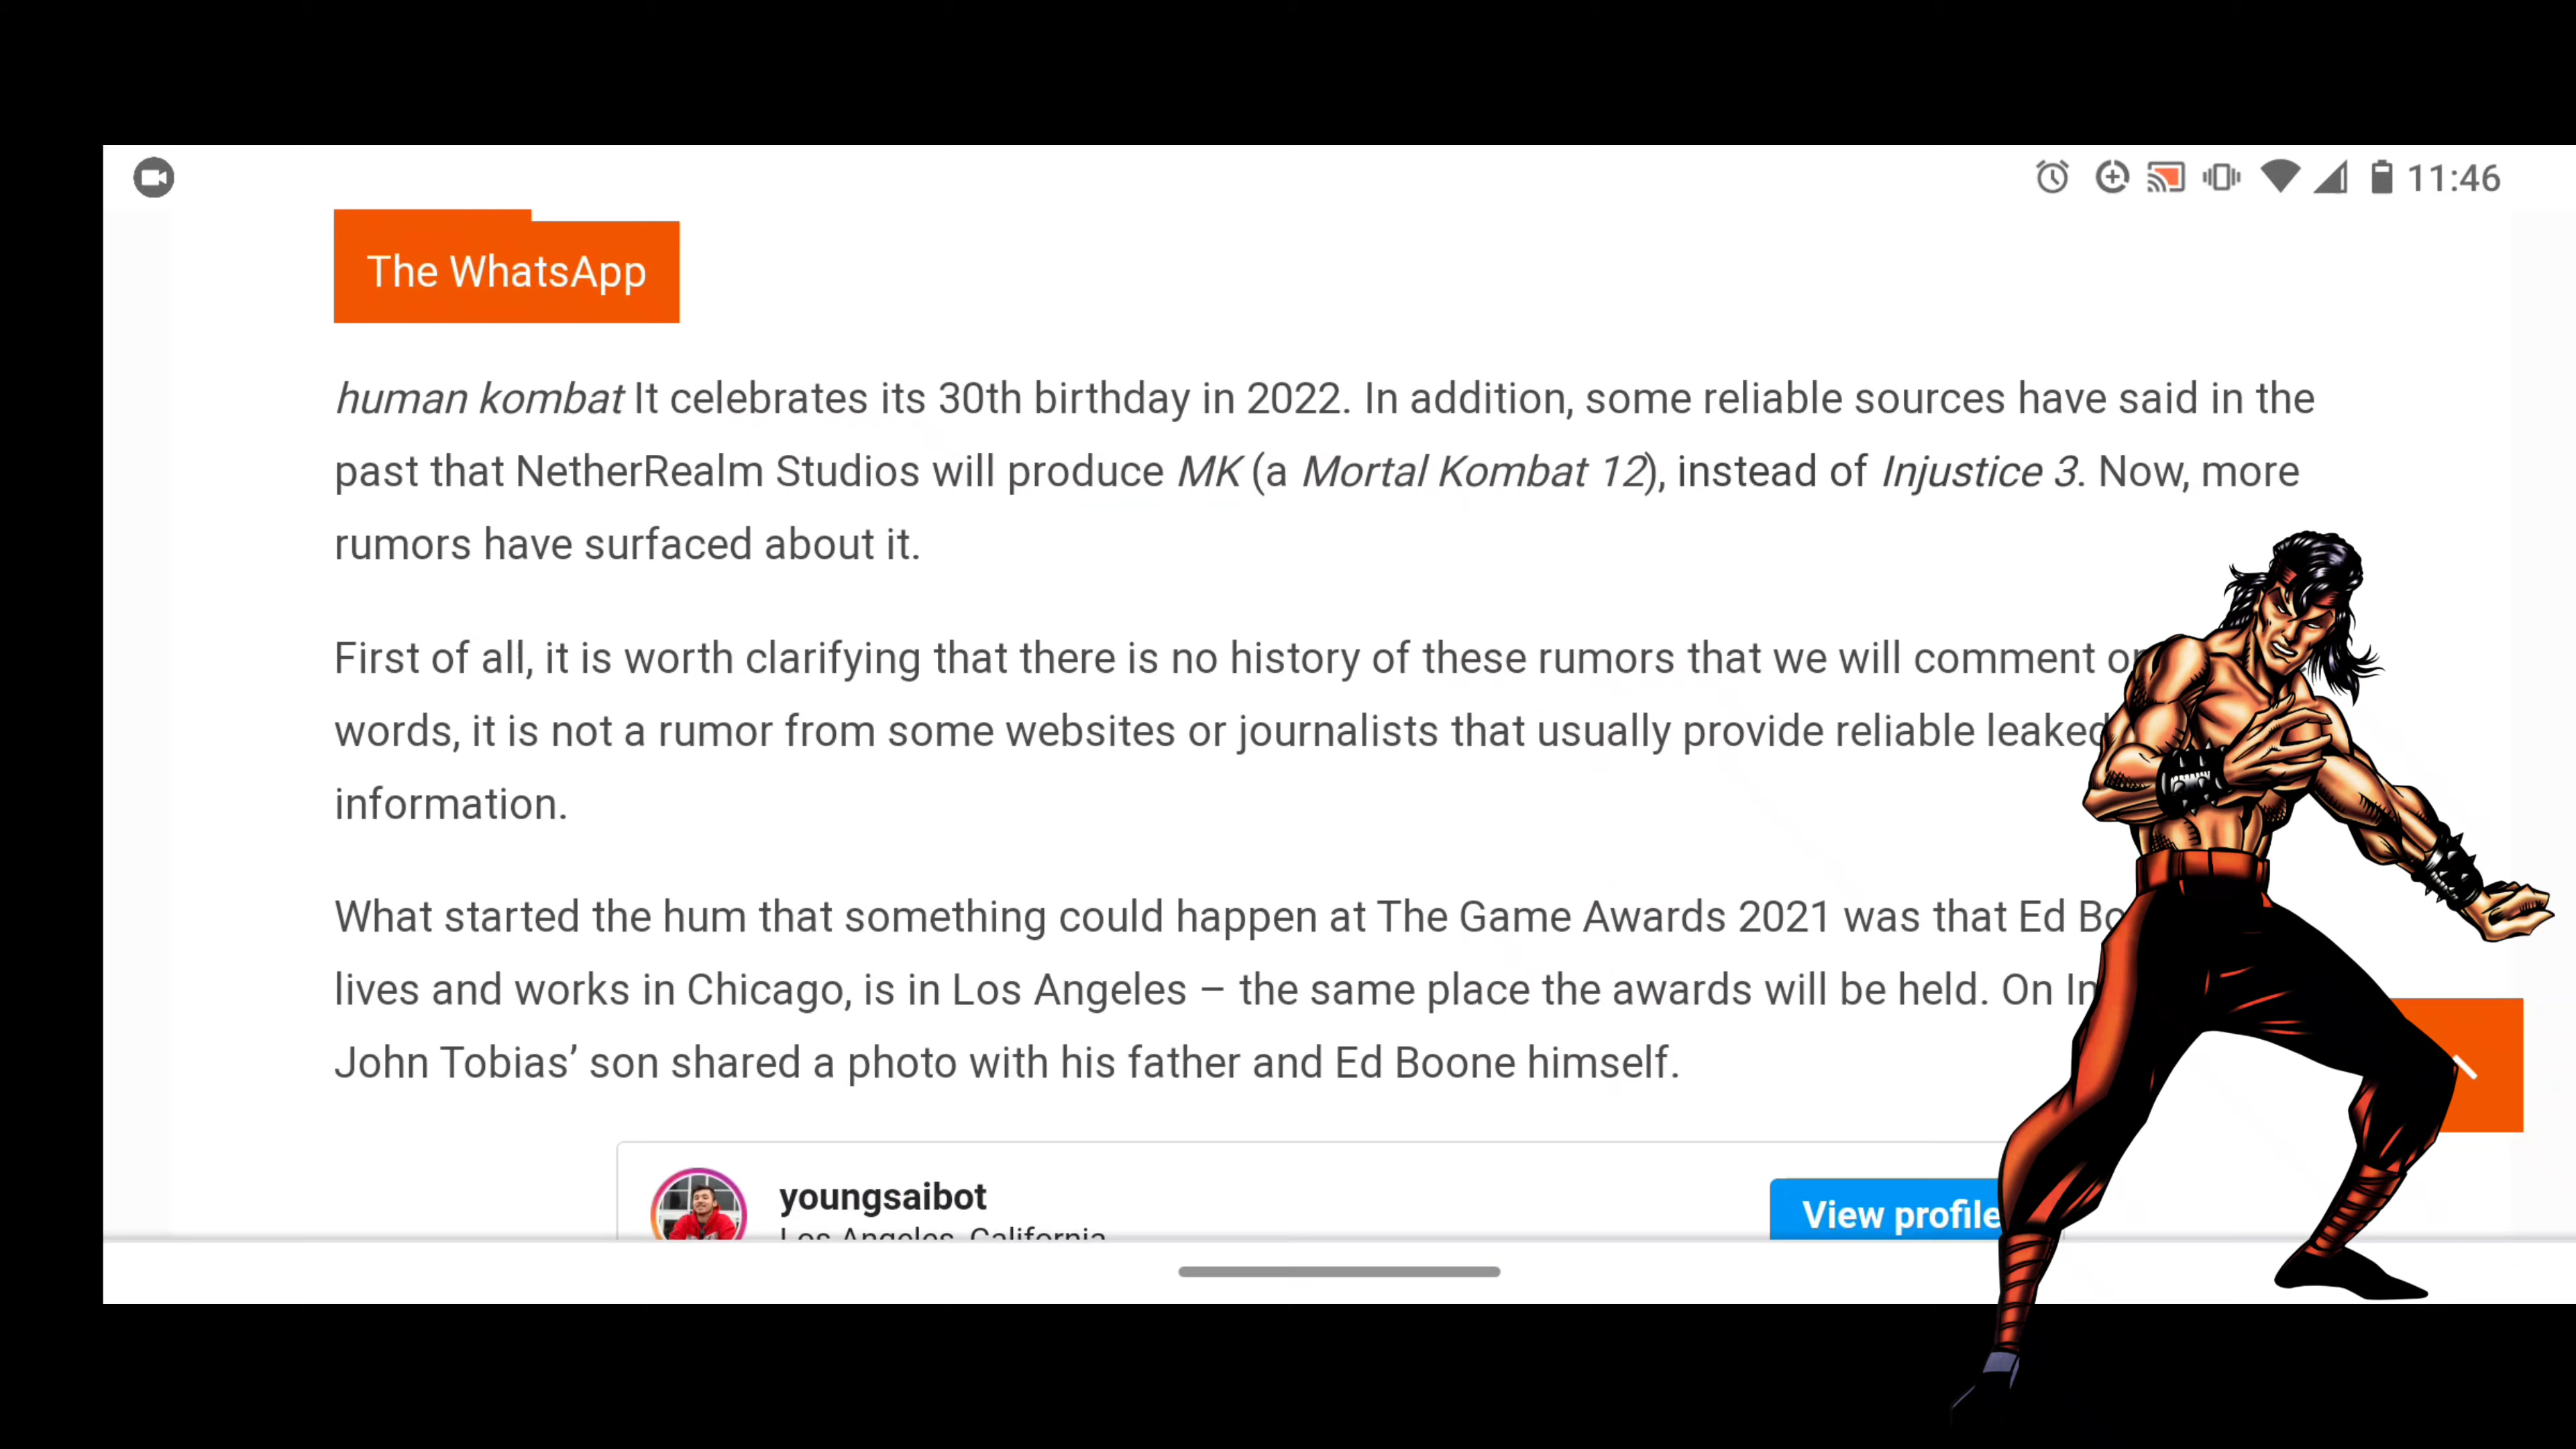 11:46
The WhatsApp
human kombat It celebrates its 30th birthday in 2022. In addition, some reliable sources have said in the
past that NetherRealm Studios will produce MK (a Mortal Kombat 12), instead of Injustice 3. Now, more
rumors have surfaced about it.
First of all, it is worth clarifying that there is no history of these rumors that we will comment
words, it is not a rumor from some websites or journalists that usually provide reliable leaked
information.
What started the hum that something could happen at The Game Awards 2021 was that Ed
lives and works in Chicago, is in Los Angeles – the same place the awards will be held. On
John Tobias’ son shared a photo with his father and Ed Boone himself.
youngsaibot
View profile
Los Angeles, California